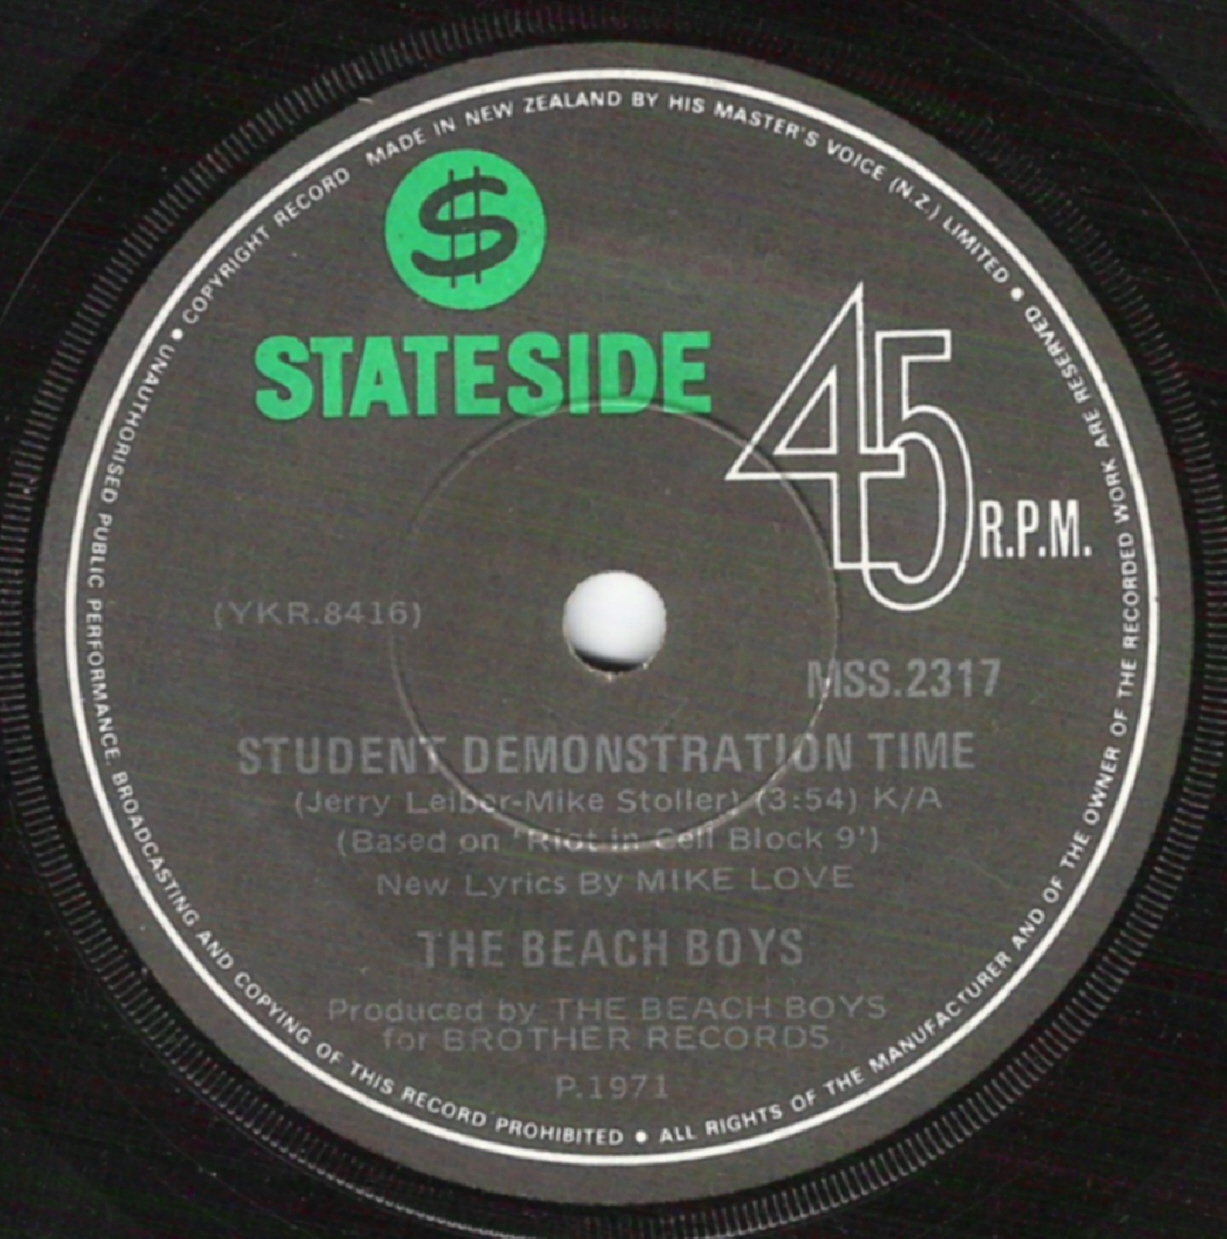 COPYRIGHT RECORD MADE IN NEW ZEALAND BY HIS MASTER'S VOICE (N.Z.) LIMITED ●
UNAUTHORISED PUBLIC PERFORMANCE. BROADCASTING AND COPYING OF THIS RECORD PROHIBITED ● ALL RIGHTS OF THE MANUFACTURER AND OF THE OWNER OF THE RECORDED WORK ARE RESERVED ●
$
STATESIDE
45
R.P.M.
(YKR.8416)
MSS.2317
STUDENT DEMONSTRATION TIME
(Jerry Leiber-Mike Stoller) (3:54) K/A
(Based on 'Riot in Cell Block 9')
New Lyrics By MIKE LOVE
THE BEACH BOYS
Produced by THE BEACH BOYS
for BROTHER RECORDS
P.1971